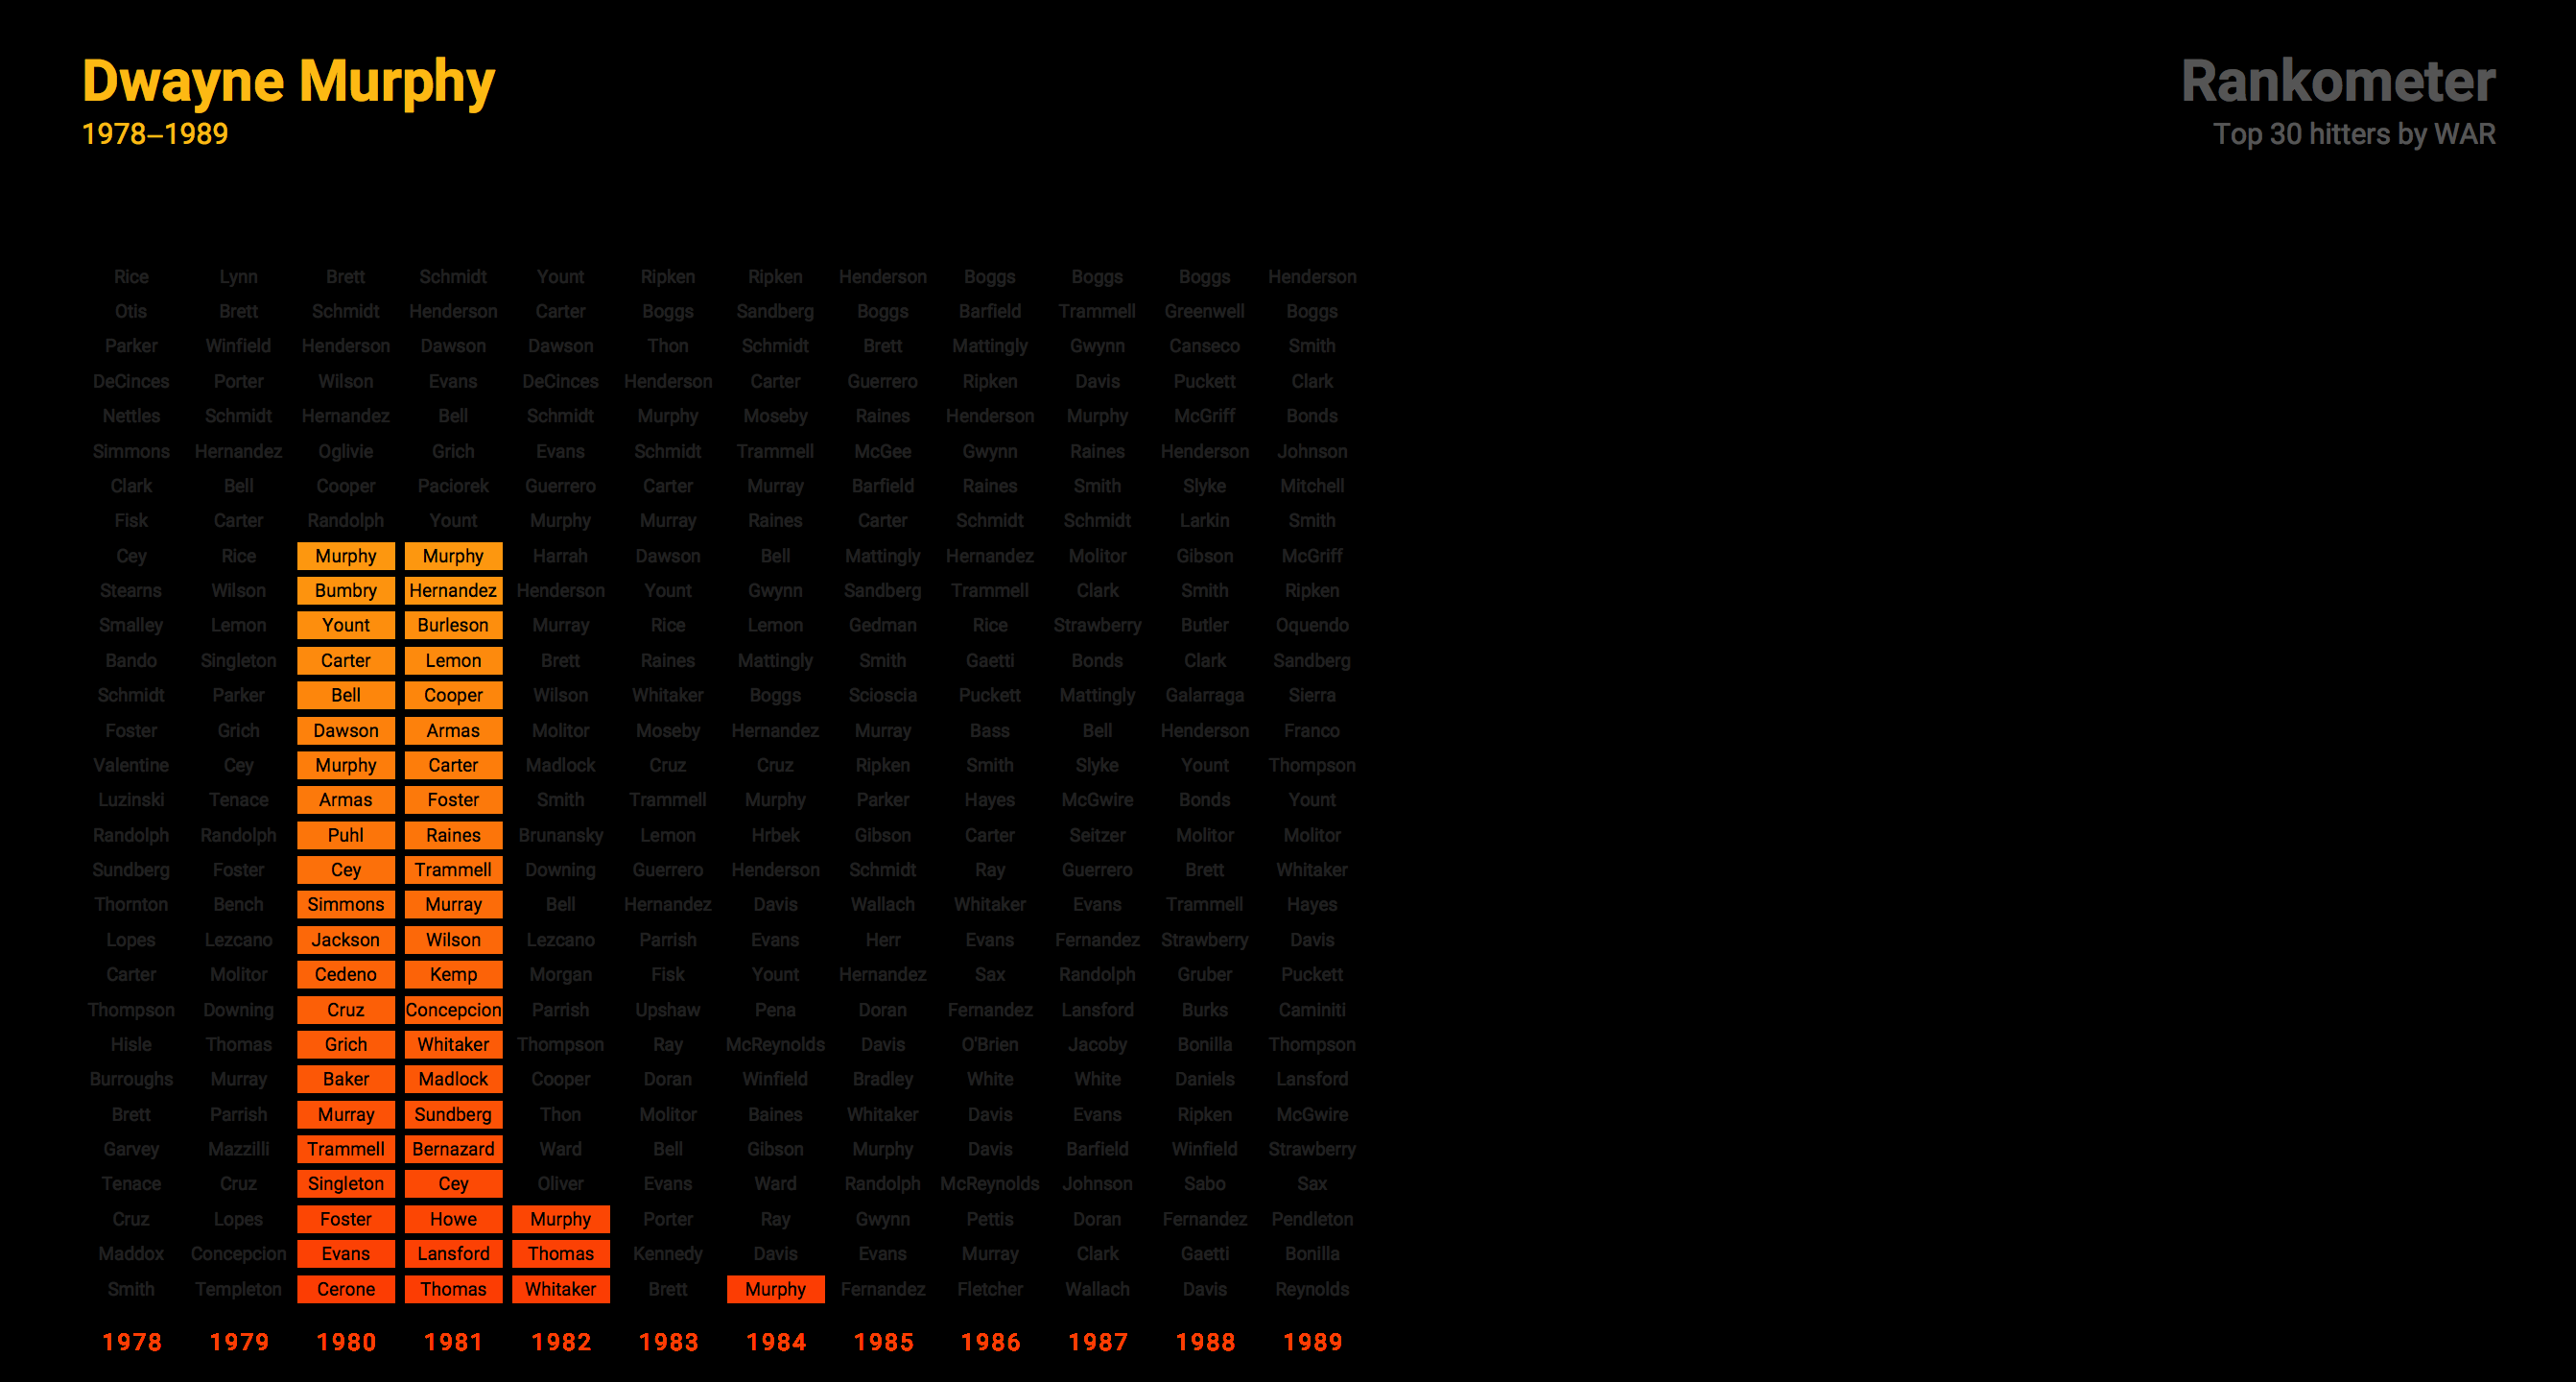 Dwayne Murphy
1978–1989
Rankometer
Top 30 hitters by WAR
Rice Lynn Brett Schmidt Yount Ripken Ripken Henderson Boggs Boggs Boggs Henderson
Otis Brett Schmidt Henderson Carter Boggs Sandberg Boggs Barfield Trammell Greenwell Boggs
Parker Winfield Henderson Dawson Dawson Thon Schmidt Brett Mattingly Gwynn Canseco Smith
DeCinces Porter Wilson Evans DeCinces Henderson Carter Guerrero Ripken Davis Puckett Clark
Nettles Schmidt Hernandez Bell Schmidt Murphy Moseby Raines Henderson Murphy McGriff Bonds
Simmons Hernandez Oglivie Grich Evans Schmidt Trammell McGee Gwynn Raines Henderson Johnson
Clark Bell Cooper Paciorek Guerrero Carter Murray Barfield Raines Smith Slyke Mitchell
Fisk Carter Randolph Yount Murphy Murray Raines Carter Schmidt Schmidt Larkin Smith
Cey Rice Murphy Murphy Harrah Dawson Bell Mattingly Hernandez Molitor Gibson McGriff
Stearns Wilson Bumbry Hernandez Henderson Yount Gwynn Sandberg Trammell Clark Smith Ripken
Smalley Lemon Yount Burleson Murray Rice Lemon Gedman Rice Strawberry Butler Oquendo
Bando Singleton Carter Lemon Brett Raines Mattingly Smith Gaetti Bonds Clark Sandberg
Schmidt Parker Bell Cooper Wilson Whitaker Boggs Scioscia Puckett Mattingly Galarraga Sierra
Foster Grich Dawson Armas Molitor Moseby Hernandez Murray Bass Bell Henderson Franco
Valentine Cey Murphy Carter Madlock Cruz Cruz Ripken Smith Slyke Yount Thompson
Luzinski Tenace Armas Foster Smith Trammell Murphy Parker Hayes McGwire Bonds Yount
Randolph Randolph Puhl Raines Brunansky Lemon Hrbek Gibson Carter Seitzer Molitor Molitor
Sundberg Foster Cey Trammell Downing Guerrero Henderson Schmidt Ray Guerrero Brett Whitaker
Thornton Bench Simmons Murray Bell Hernandez Davis Wallach Whitaker Evans Trammell Hayes
Lopes Lezcano Jackson Wilson Lezcano Parrish Evans Herr Evans Fernandez Strawberry Davis
Carter Molitor Cedeno Kemp Morgan Fisk Yount Hernandez Sax Randolph Gruber Puckett
Thompson Downing Cruz Concepcion Parrish Upshaw Pena Doran Fernandez Lansford Burks Caminiti
Hisle Thomas Grich Whitaker Thompson Ray McReynolds Davis O'Brien Jacoby Bonilla Thompson
Burroughs Murray Baker Madlock Cooper Doran Winfield Bradley White White Daniels Lansford
Brett Parrish Murray Sundberg Thon Molitor Baines Whitaker Davis Evans Ripken McGwire
Garvey Mazzilli Trammell Bernazard Ward Bell Gibson Murphy Davis Barfield Winfield Strawberry
Tenace Cruz Singleton Cey Oliver Evans Ward Randolph McReynolds Johnson Sabo Sax
Cruz Lopes Foster Howe Murphy Porter Ray Gwynn Pettis Doran Fernandez Pendleton
Maddox Concepcion Evans Lansford Thomas Kennedy Davis Evans Murray Clark Gaetti Bonilla
Smith Templeton Cerone Thomas Whitaker Brett Murphy Fernandez Fletcher Wallach Davis Reynolds
1978 1979 1980 1981 1982 1983 1984 1985 1986 1987 1988 1989